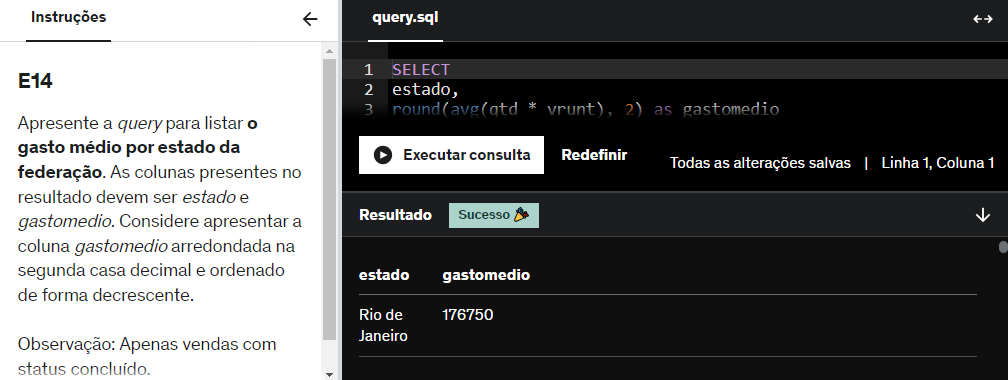 Instruções
E14
Apresente a query para listar o
gasto médio por estado da
federação. As colunas presentes no
resultado devem ser estado e
gastomedio. Considere apresentar a
coluna gastomedio arredondada na
segunda casa decimal e ordenado
de forma decrescente.
Observação: Apenas vendas com
status concluído.
query.sql
1 SELECT
2 estado,
3 round(avg(qtd * vrunt), 2) as gastomedio
Executar consulta
Redefinir
Todas as alterações salvas | Linha 1, Coluna 1
Resultado
Sucesso 🎉
estado gastomedio
Rio de 176750
Janeiro